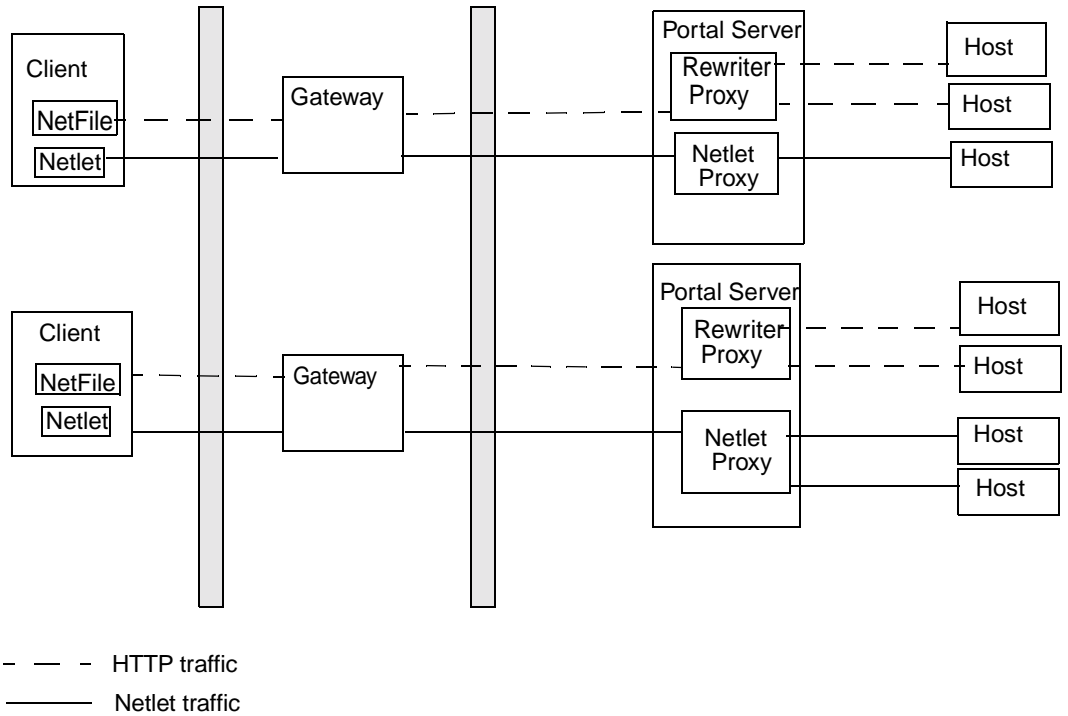 Client
NetFile
Netlet
Gateway
Portal Server
Rewriter
Proxy
Netlet
Proxy
Host
Host
Host
Client
NetFile
Netlet
Gateway
Portal Server
Rewriter
Proxy
Netlet
Proxy
Host
Host
Host
Host
HTTP traffic
Netlet traffic